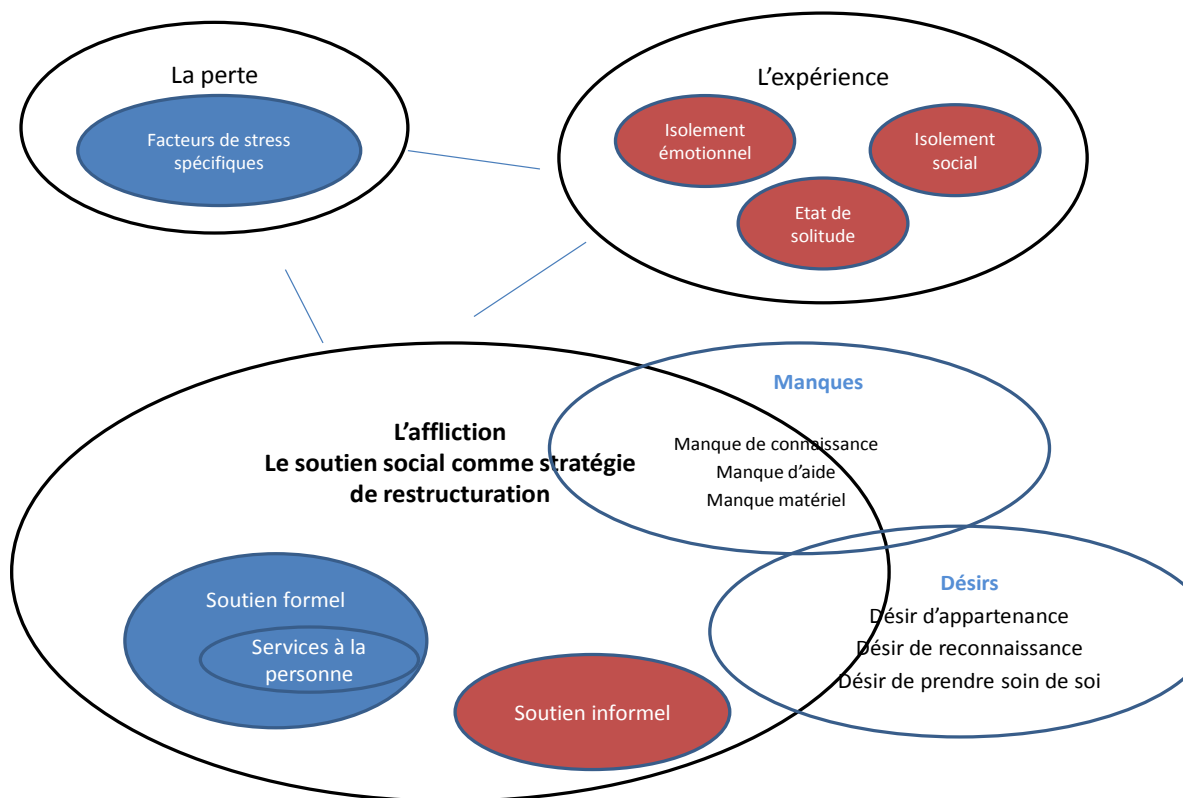 La perte
Facteurs de stress
spécifiques
L’expérience
Isolement
émotionnel
Isolement
social
Etat de
solitude
L’affliction
Le soutien social comme stratégie
de restructuration
Manques
Manque de connaissance
Manque d’aide
Manque matériel
Désirs
Désir d’appartenance
Désir de reconnaissance
Désir de prendre soin de soi
Soutien formel
Services à la
personne
Soutien informel